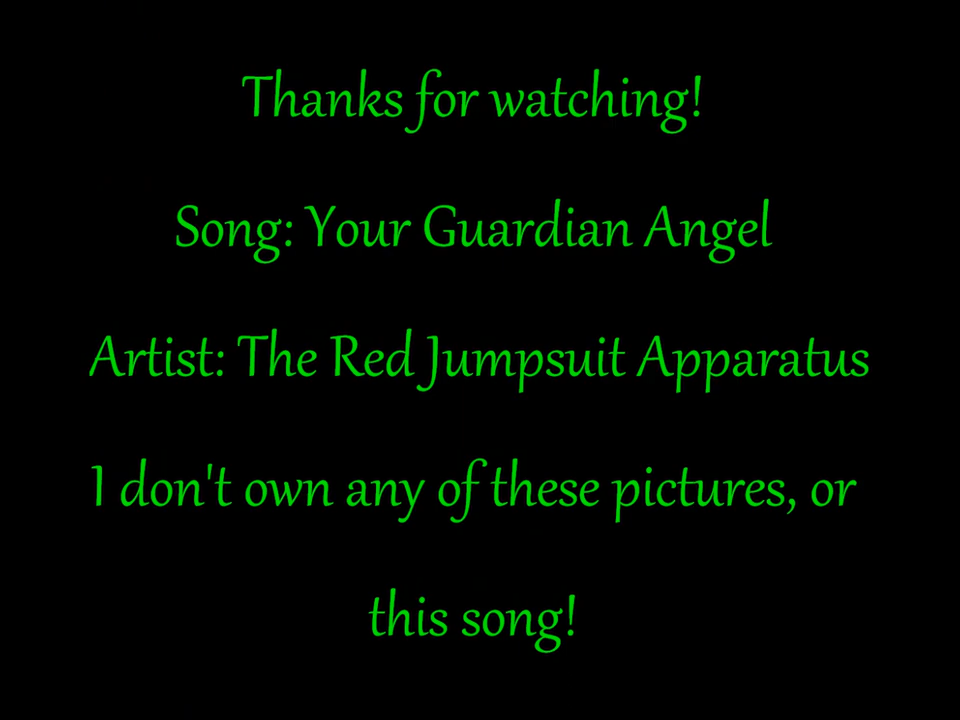 Thanks for watching!
Song: Your Guardian Angel
Artist: The Red Jumpsuit Apparatus
I don't own any of these pictures, or
this song!